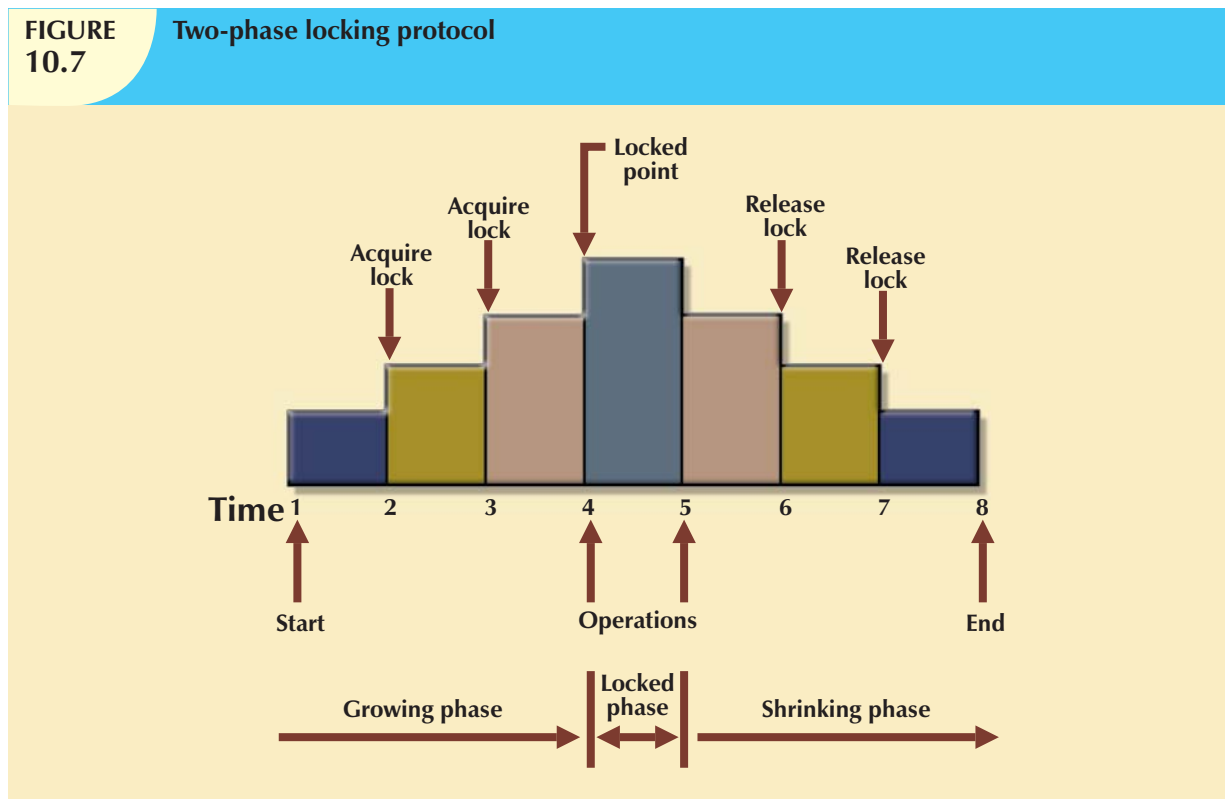 FIGURE
10.7
Two-phase locking protocol
Locked
point
Acquire
lock
Release
lock
Acquire
lock
Release
lock
Time 1 2 3 4 5 6 7 8
Start
Operations
End
Growing phase
Locked
phase
Shrinking phase